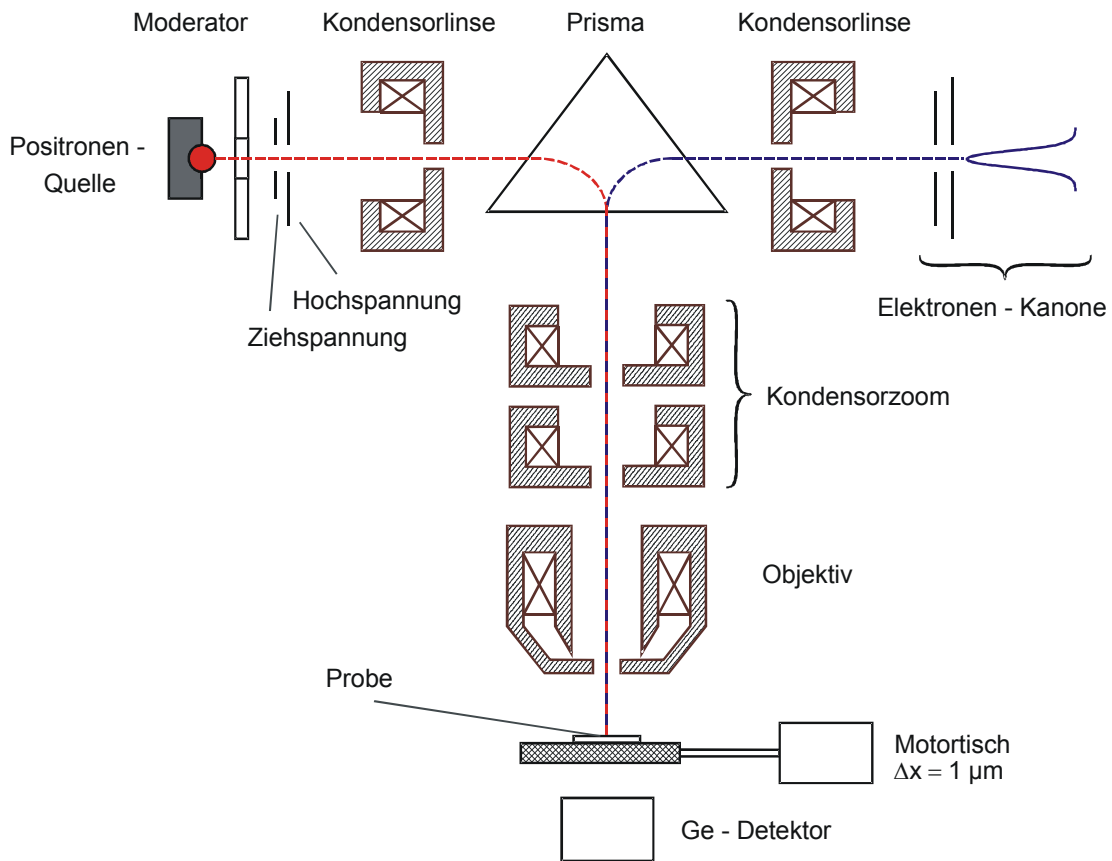 Moderator
Kondensorlinse
Prisma
Kondensorlinse
Positronen -
Quelle
Hochspannung
Ziehspannung
Elektronen - Kanone
Kondensorzoom
Objektiv
Probe
Motortisch
Δx = 1 µm
Ge - Detektor